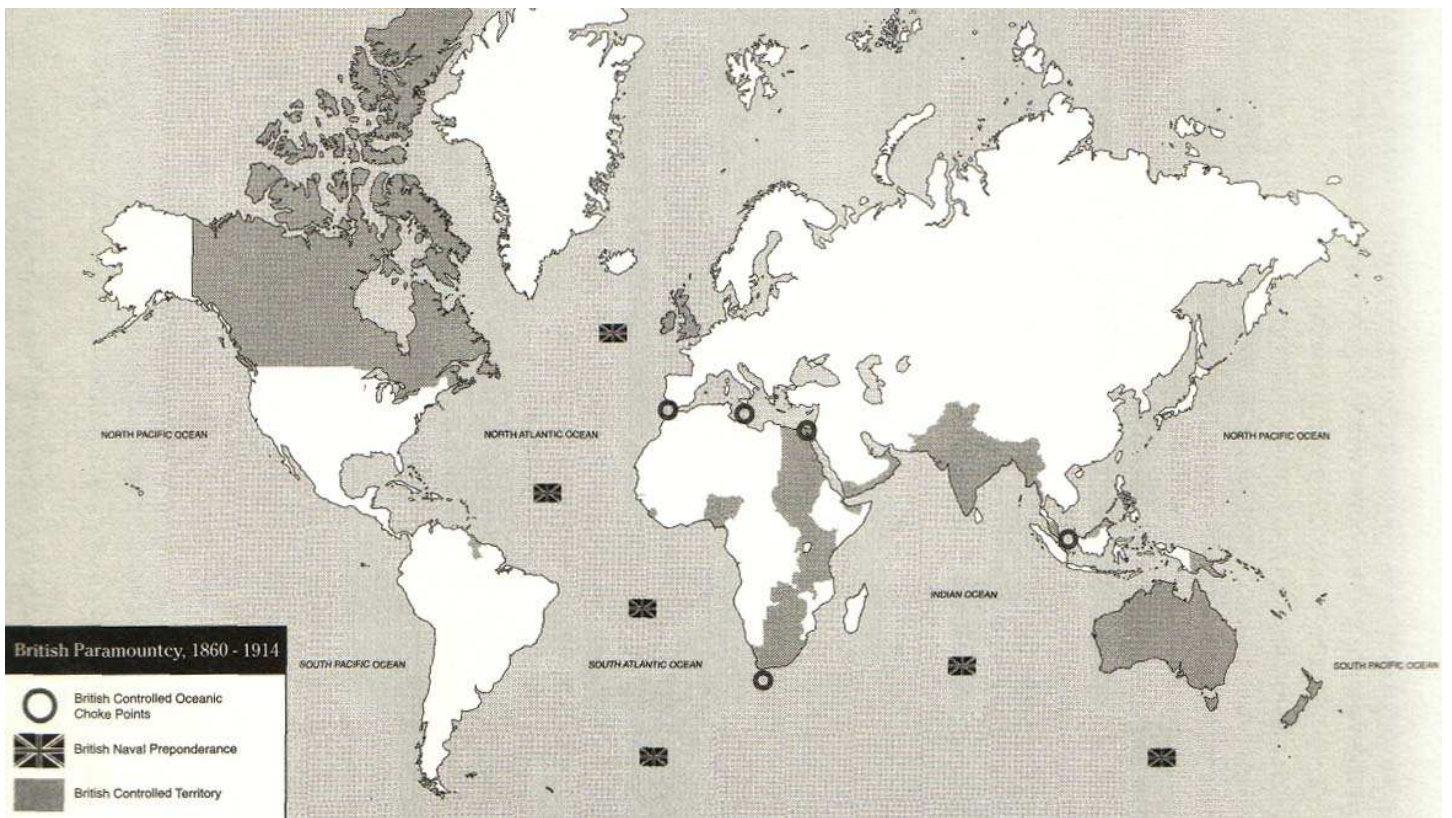 NORTH PACIFIC OCEAN
NORTH ATLANTIC OCEAN
NORTH PACIFIC OCEAN
INDIAN OCEAN
SOUTH PACIFIC OCEAN
SOUTH ATLANTIC OCEAN
SOUTH PACIFIC OCEAN
British Paramountcy, 1860 - 1914
British Controlled Oceanic
Choke Points
British Naval Preponderance
British Controlled Territory